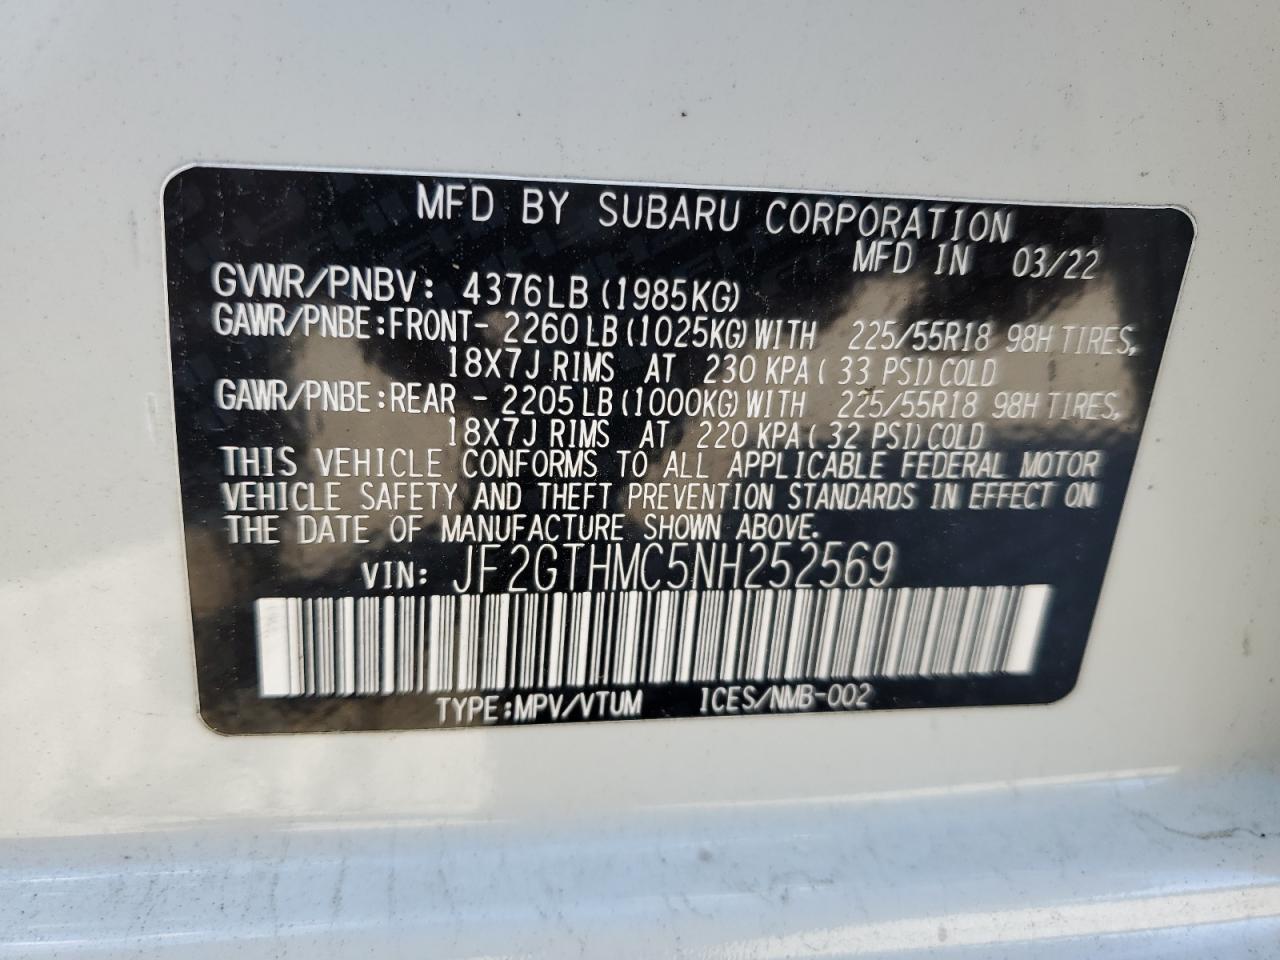 MFD BY SUBARU CORPORATION
MFD IN 03/22
GVWR/PNBV: 4376LB (1985KG)
GAWR/PNBE:FRONT- 2260 LB (1025KG) WITH 225/55R18 98H TIRES,
18X7J RIMS AT 230 KPA ( 33 PSI) COLD
GAWR/PNBE:REAR - 2205 LB (1000KG) WITH 225/55R18 98H TIRES,
18X7J RIMS AT 220 KPA ( 32 PSI) COLD
THIS VEHICLE CONFORMS TO ALL APPLICABLE FEDERAL MOTOR
VEHICLE SAFETY AND THEFT PREVENTION STANDARDS IN EFFECT ON
THE DATE OF MANUFACTURE SHOWN ABOVE.
VIN: JF2GTHMC5NH252569
TYPE:MPV/VTUM ICES/NMB-002